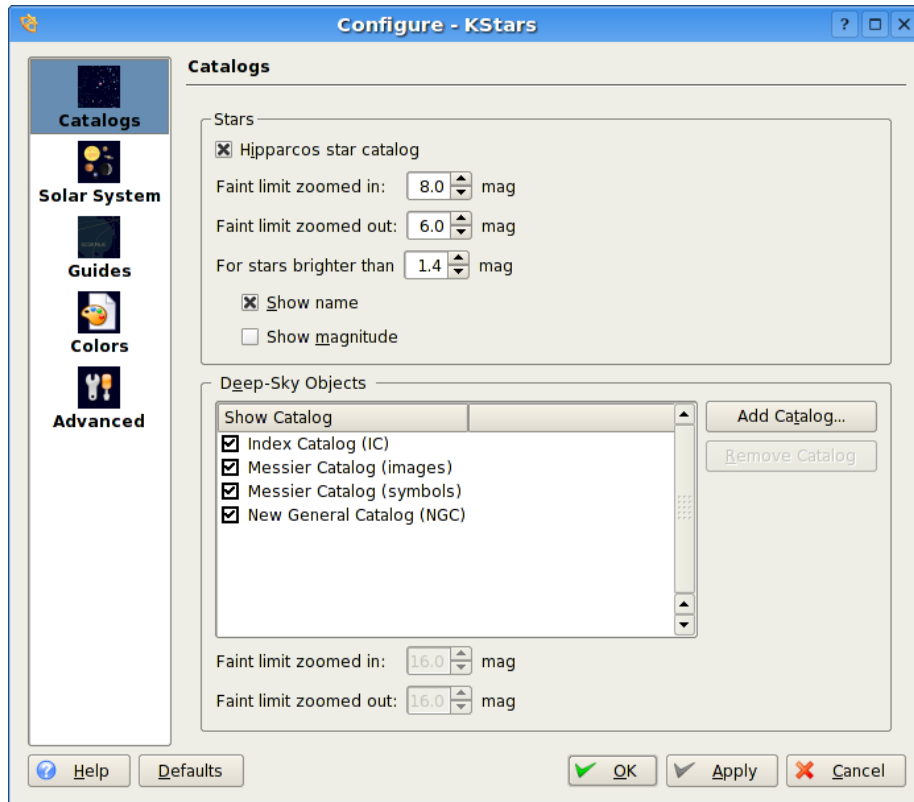 Configure - KStars
Catalogs
Solar System
Guides
Colors
Advanced
Catalogs
Stars
Hipparcos star catalog
Faint limit zoomed in: 8.0 mag
Faint limit zoomed out: 6.0 mag
For stars brighter than 1.4 mag
Show name
Show magnitude
Deep-Sky Objects
Show Catalog
Index Catalog (IC)
Messier Catalog (images)
Messier Catalog (symbols)
New General Catalog (NGC)
Add Catalog...
Remove Catalog
Faint limit zoomed in: 16.0 mag
Faint limit zoomed out: 16.0 mag
Help Defaults OK Apply Cancel